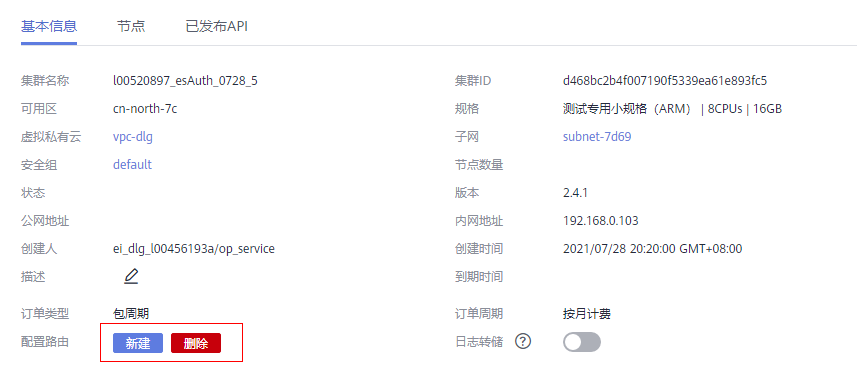 基本信息 节点 已发布API
集群名称 l00520897_esAuth_0728_5 集群ID d468bc2b4f007190f5339ea61e893fc5
可用区 cn-north-7c 规格 测试专用小规格（ARM） | 8CPUs | 16GB
虚拟私有云 vpc-dlg 子网 subnet-7d69
安全组 default 节点数量
状态 版本 2.4.1
公网地址 内网地址 192.168.0.103
创建人 ei_dlg_l00456193a/op_service 创建时间 2021/07/28 20:20:00 GMT+08:00
描述 到期时间
订单类型 包周期 订单周期 按月计费
配置路由 新建 删除 日志转储 ?